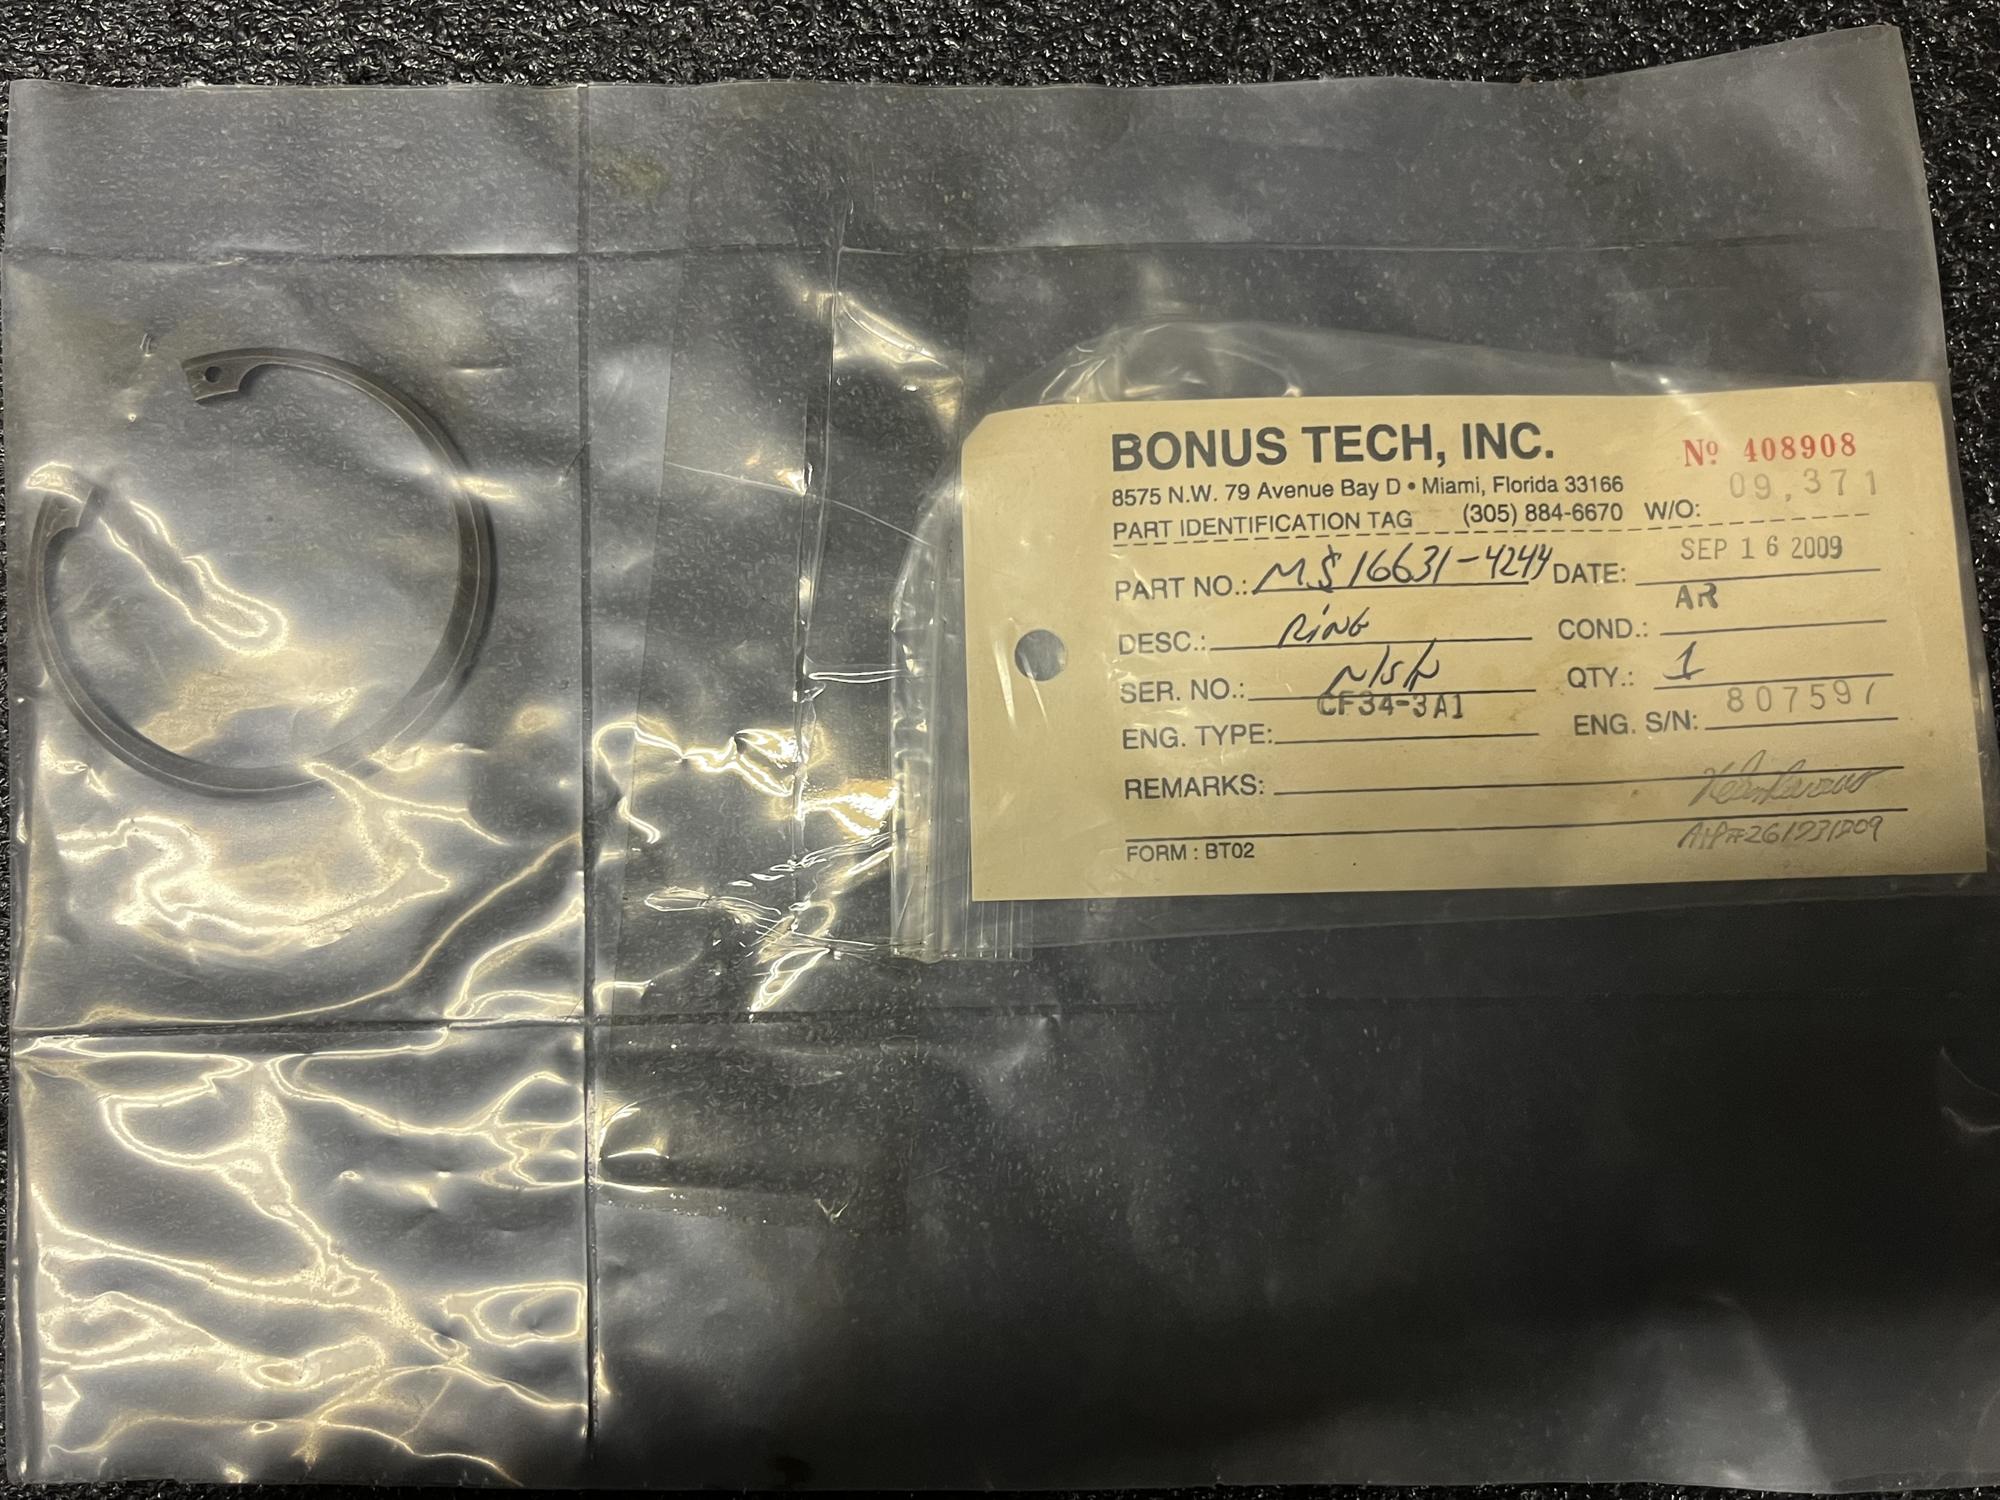 BONUS TECH, INC.
Nº 408908
8575 N.W. 79 Avenue Bay D • Miami, Florida 33166
09,371
PART IDENTIFICATION TAG (305) 884-6670 W/O:
SEP 16 2009
PART NO.: MS16631-4244 DATE:
AR
DESC.: RING COND.:
SER. NO.: N/S/N QTY.: 1
CF34-3A1 807597
ENG. TYPE: ENG. S/N:
REMARKS:
FORM : BT02